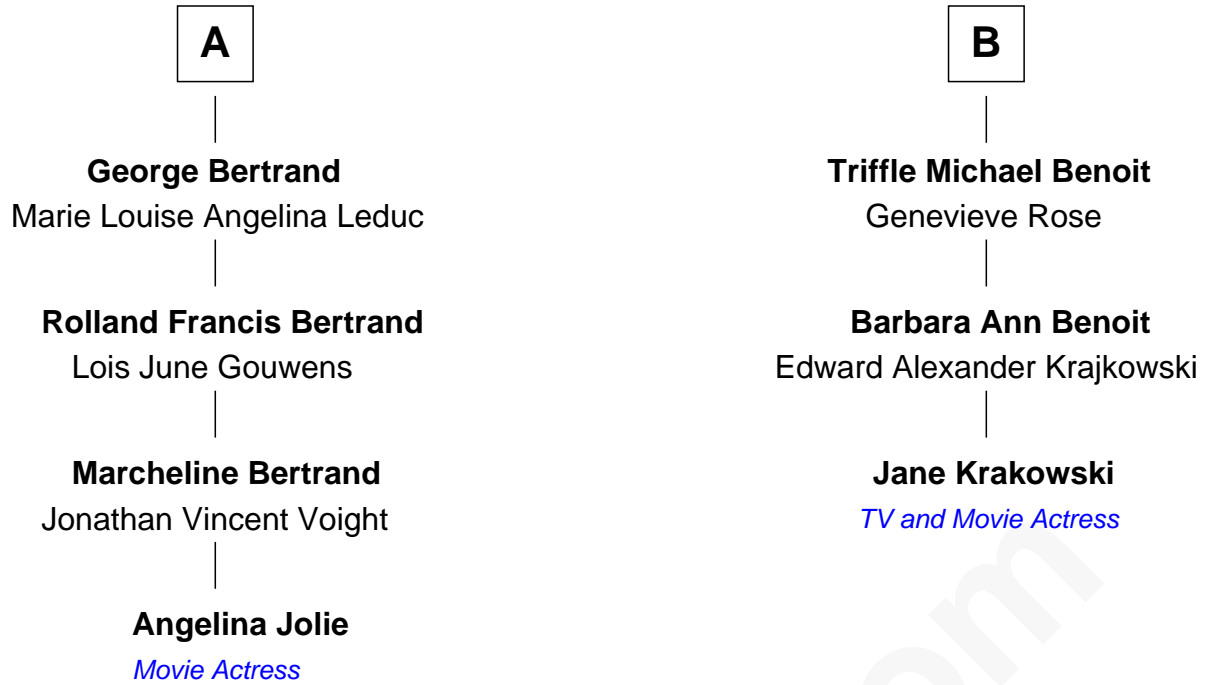 A
B
George Bertrand
Marie Louise Angelina Leduc
Triffle Michael Benoit
Genevieve Rose
Rolland Francis Bertrand
Lois June Gouwens
Barbara Ann Benoit
Edward Alexander Krajkowski
Marcheline Bertrand
Jonathan Vincent Voight
Jane Krakowski
TV and Movie Actress
Angelina Jolie
Movie Actress
om